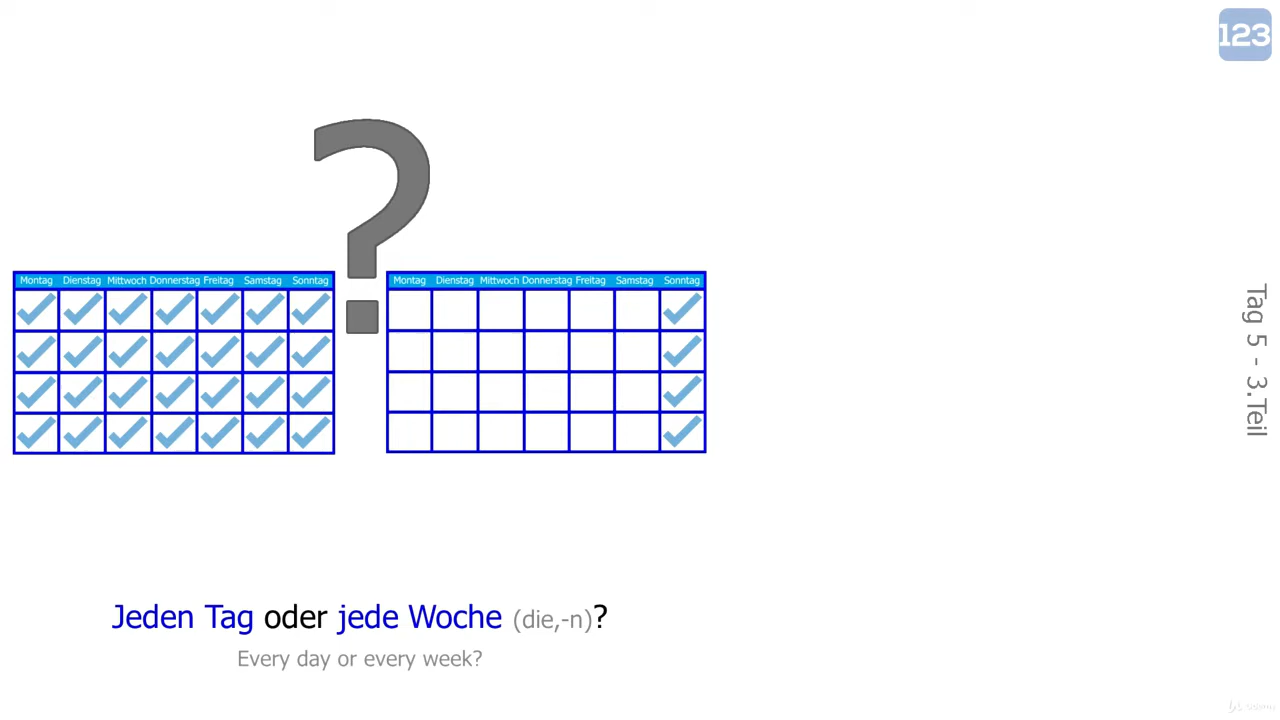 123
?
Montag Dienstag Mittwoch Donnerstag Freitag Samstag Sonntag
Montag Dienstag Mittwoch Donnerstag Freitag Samstag Sonntag
Tag 5 - 3.Teil
Jeden Tag oder jede Woche (die,-n)?
Every day or every week?